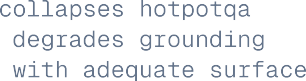 collapses hotpotqa
degrades grounding
with adequate surface